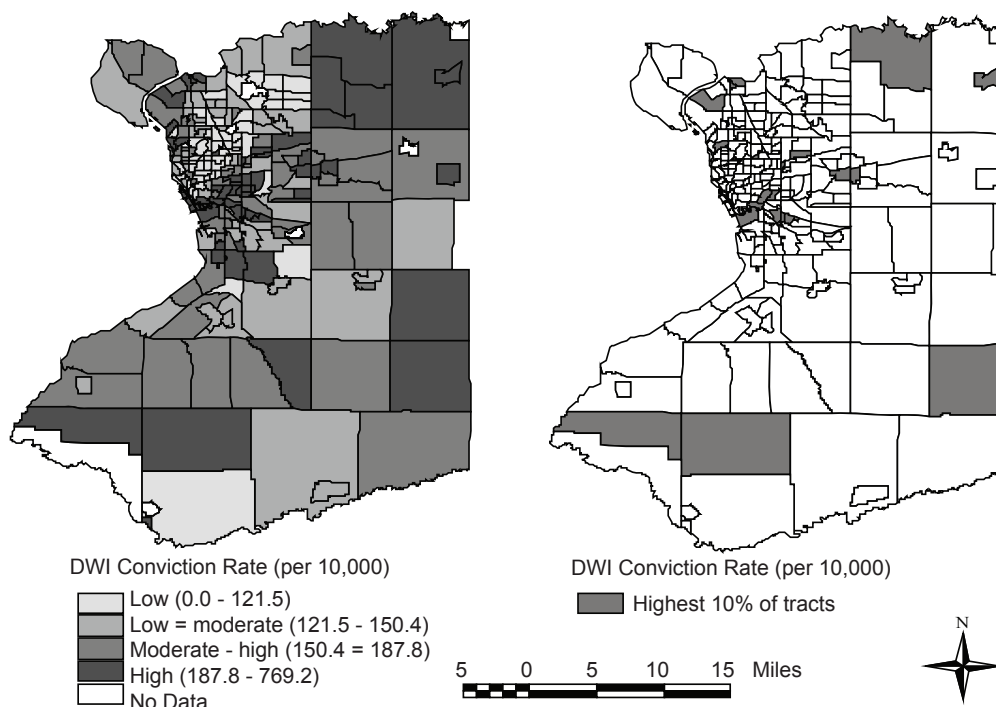 DWI Conviction Rate (per 10,000)
Low (0.0 - 121.5)
Low = moderate (121.5 - 150.4)
Moderate - high (150.4 = 187.8)
High (187.8 - 769.2)
No Data
DWI Conviction Rate (per 10,000)
Highest 10% of tracts
5 0 5 10 15 Miles
N